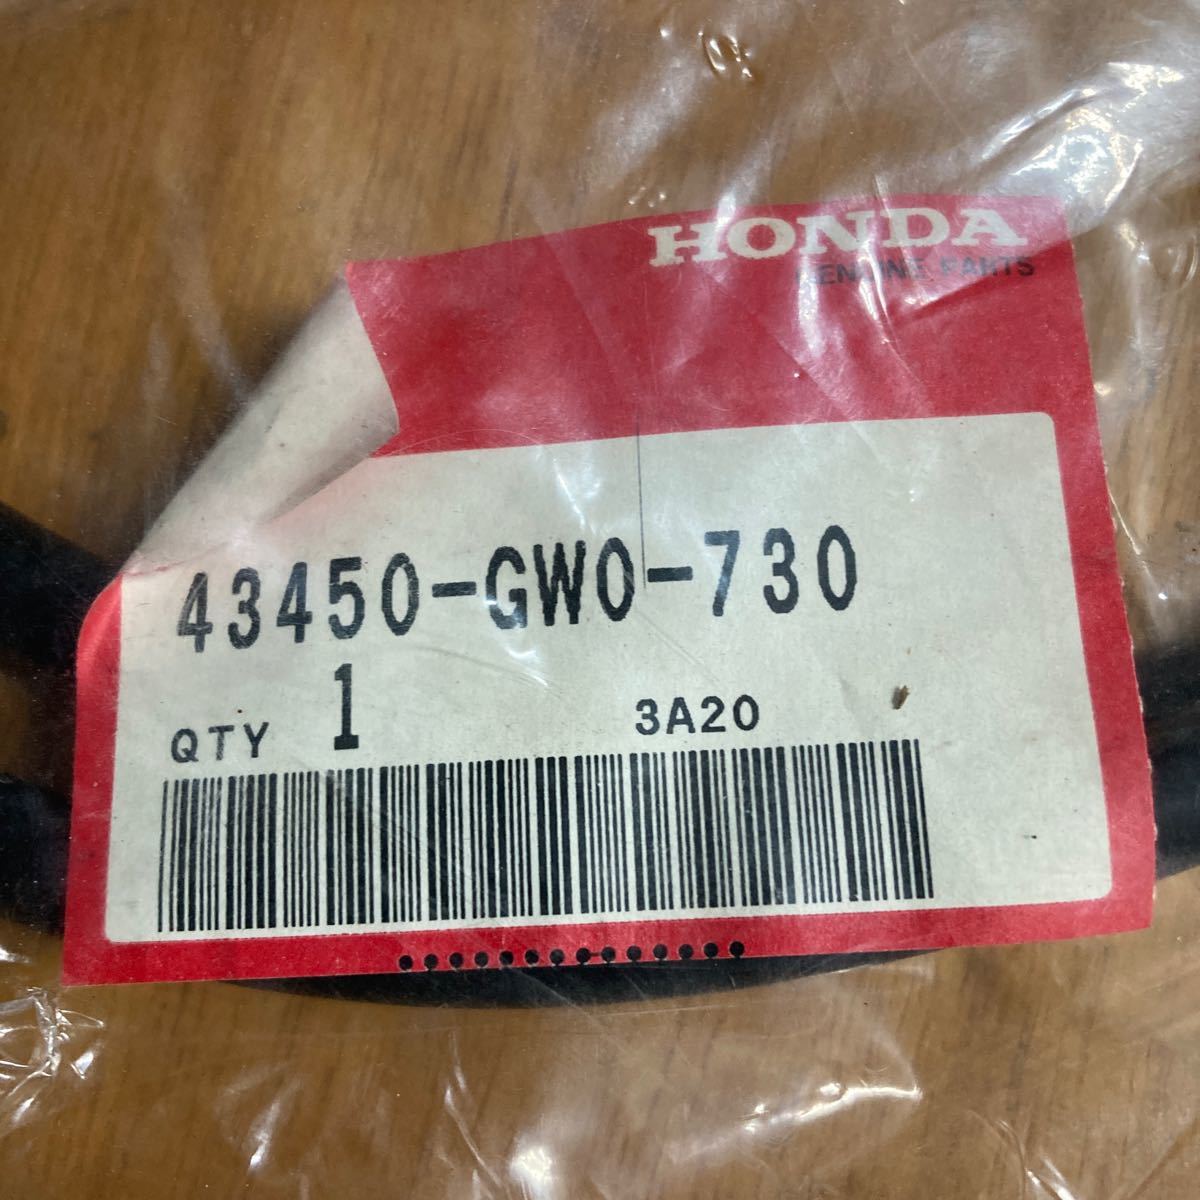 HONDA
GENUINE PARTS
43450-GW0-730
QTY 1 3A20